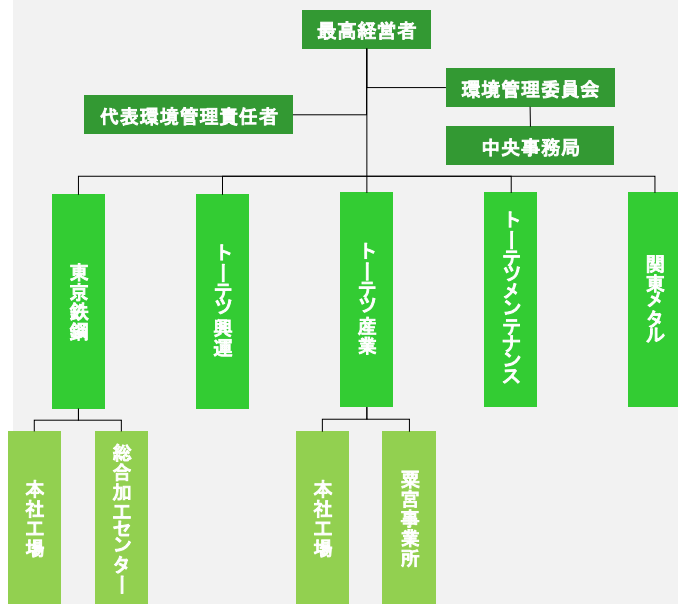 最高経営者
環境管理委員会
代表環境管理責任者
中央事務局
東京鉄鋼
トーテツ興運
トーテツ産業
トーテツメンテナンス
関東メタル
本社工場
総合加工センター
本社工場
粟宮事業所